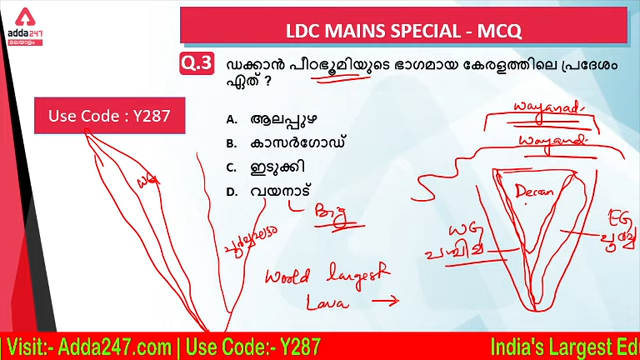 adda247
മലയാളം
LDC MAINS SPECIAL - MCQ
Q.3 ഡക്കാൻ പീഠഭൂമിയുടെ ഭാഗമായ കേരളത്തിലെ പ്രദേശം
ഏത് ?
Use Code : Y287
A. ആലപ്പുഴ
B. കാസർഗോഡ്
C. ഇടുക്കി
D. വയനാട്
Wayanad
Wayanad
Deccan
WG
WG
EG
World largest
Lava
Visit:- Adda247.com | Use Code:- Y287
India's Largest Ed